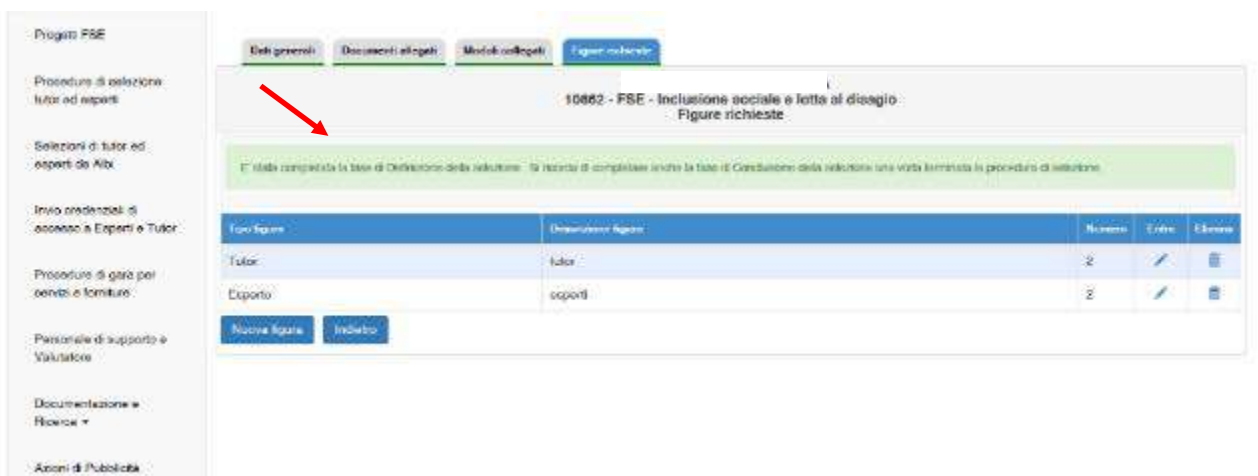 Progetti FSE
Procedure di selezione
tutor ed esperti
Selezioni di tutor ed
esperti da Albi
Invio credenziali di
accesso a Esperti e Tutor
Procedure di gara per
servizi e forniture
Personale di supporto e
Valutatore
Documentazione e
Ricerca
Azioni di Pubblicità
Dati generali Documenti allegati Moduli collegati Figure richieste
10862 - FSE - Inclusione sociale e lotta al disagio
Figure richieste
E' stata completata la fase di Definizione della selezione. Si ricorda di completare anche la fase di Conclusione della selezione una volta terminata la procedura di selezione
Tipo figura Descrizione figura Numero Entra Elimina
Tutor tutor 2
Esperto esperti 2
Nuova figura Indietro